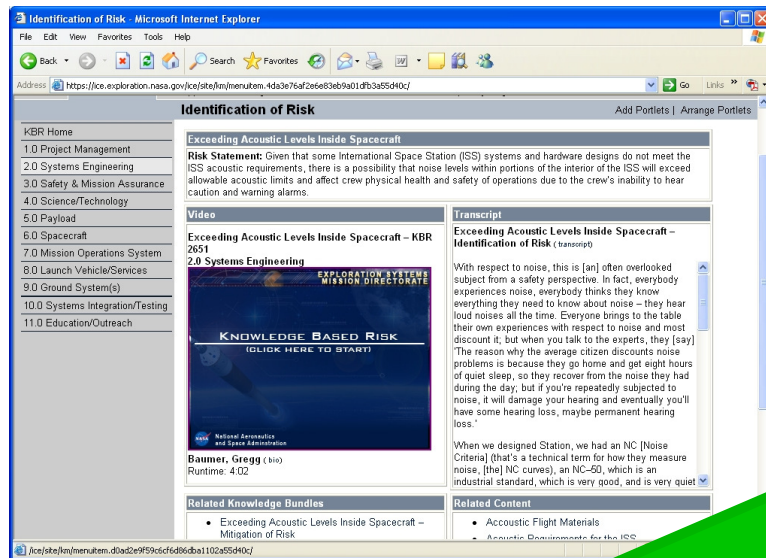 Identification of Risk - Microsoft Internet Explorer
File Edit View Favorites Tools Help
Back Search Favorites
Address https://ice.exploration.nasa.gov/ice/site/km/menuitem.4da3e76af2e6e83eb9a01dfb3a55d40c/ Go Links »
Identification of Risk Add Portlets | Arrange Portlets
KBR Home
1.0 Project Management
2.0 Systems Engineering
3.0 Safety & Mission Assurance
4.0 Science/Technology
5.0 Payload
6.0 Spacecraft
7.0 Mission Operations System
8.0 Launch Vehicle/Services
9.0 Ground System(s)
10.0 Systems Integration/Testing
11.0 Education/Outreach
Exceeding Acoustic Levels Inside Spacecraft
Risk Statement: Given that some International Space Station (ISS) systems and hardware designs do not meet the
ISS acoustic requirements, there is a possibility that noise levels within portions of the interior of the ISS will exceed
allowable acoustic limits and affect crew physical health and safety of operations due to the crew's inability to hear
caution and warning alarms.
Video
Exceeding Acoustic Levels Inside Spacecraft – KBR
2651
2.0 Systems Engineering
EXPLORATION SYSTEMS
MISSION DIRECTORATE
KNOWLEDGE BASED RISK
(CLICK HERE TO START)
NASA
National Aeronautics
and Space Administration
Baumer, Gregg ( bio)
Runtime: 4:02
Transcript
Exceeding Acoustic Levels Inside Spacecraft –
Identification of Risk ( transcript)
With respect to noise, this is [an] often overlooked
subject from a safety perspective. In fact, everybody
experiences noise, everybody thinks they know
everything they need to know about noise – they hear
loud noises all the time. Everyone brings to the table
their own experiences with respect to noise and most
discount it; but when you talk to the experts, they [say]
'The reason why the average citizen discounts noise
problems is because they go home and get eight hours
of quiet sleep, so they recover from the noise they had
during the day; but if you're repeatedly subjected to
noise, it will damage your hearing and eventually you'll
have some hearing loss, maybe permanent hearing
loss.'
When we designed Station, we had an NC [Noise
Criteria] (that's a technical term for how they measure
noise, [the] NC curves), an NC–50, which is an
industrial standard, which is very good, and is very quiet
Related Knowledge Bundles
Exceeding Acoustic Levels Inside Spacecraft –
Mitigation of Risk
Related Content
Accoustic Flight Materials
Acoustic Requirements for the ISS
/ice/site/km/menuitem.d0ad2e9f59c6cf6d86dba1102a55d40c/